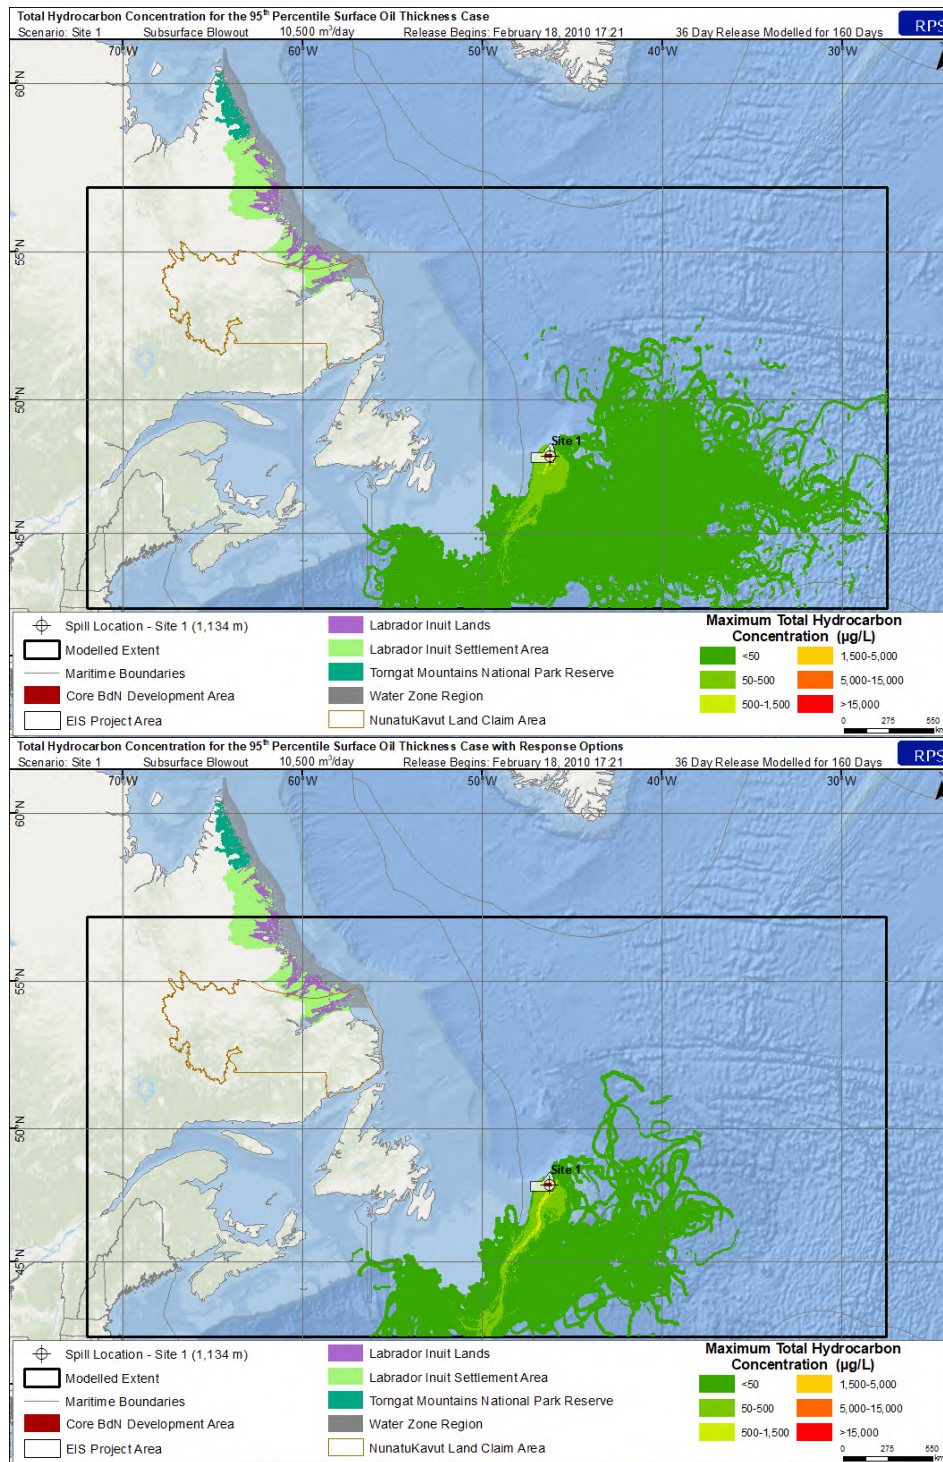 Total Hydrocarbon Concentration for the 95th Percentile Surface Oil Thickness Case
Scenario: Site 1 Subsurface Blowout 10,500 m³/day Release Begins: February 18, 2010 17:21 36 Day Release Modelled for 160 Days
RPS
70°W 60°W 50°W 40°W 30°W
60°N
55°N
50°N
Site 1
45°N
Spill Location - Site 1 (1,134 m)
Modelled Extent
Maritime Boundaries
Core BdN Development Area
EIS Project Area
Labrador Inuit Lands
Labrador Inuit Settlement Area
Torngat Mountains National Park Reserve
Water Zone Region
NunatuKavut Land Claim Area
Maximum Total Hydrocarbon
Concentration (µg/L)
<50 1,500-5,000
50-500 5,000-15,000
500-1,500 >15,000
0 275 550
km
Total Hydrocarbon Concentration for the 95th Percentile Surface Oil Thickness Case with Response Options
Scenario: Site 1 Subsurface Blowout 10,500 m³/day Release Begins: February 18, 2010 17:21 36 Day Release Modelled for 160 Days
RPS
70°W 60°W 50°W 40°W 30°W
60°N
55°N
50°N
Site 1
45°N
Spill Location - Site 1 (1,134 m)
Modelled Extent
Maritime Boundaries
Core BdN Development Area
EIS Project Area
Labrador Inuit Lands
Labrador Inuit Settlement Area
Torngat Mountains National Park Reserve
Water Zone Region
NunatuKavut Land Claim Area
Maximum Total Hydrocarbon
Concentration (µg/L)
<50 1,500-5,000
50-500 5,000-15,000
500-1,500 >15,000
0 275 550
km